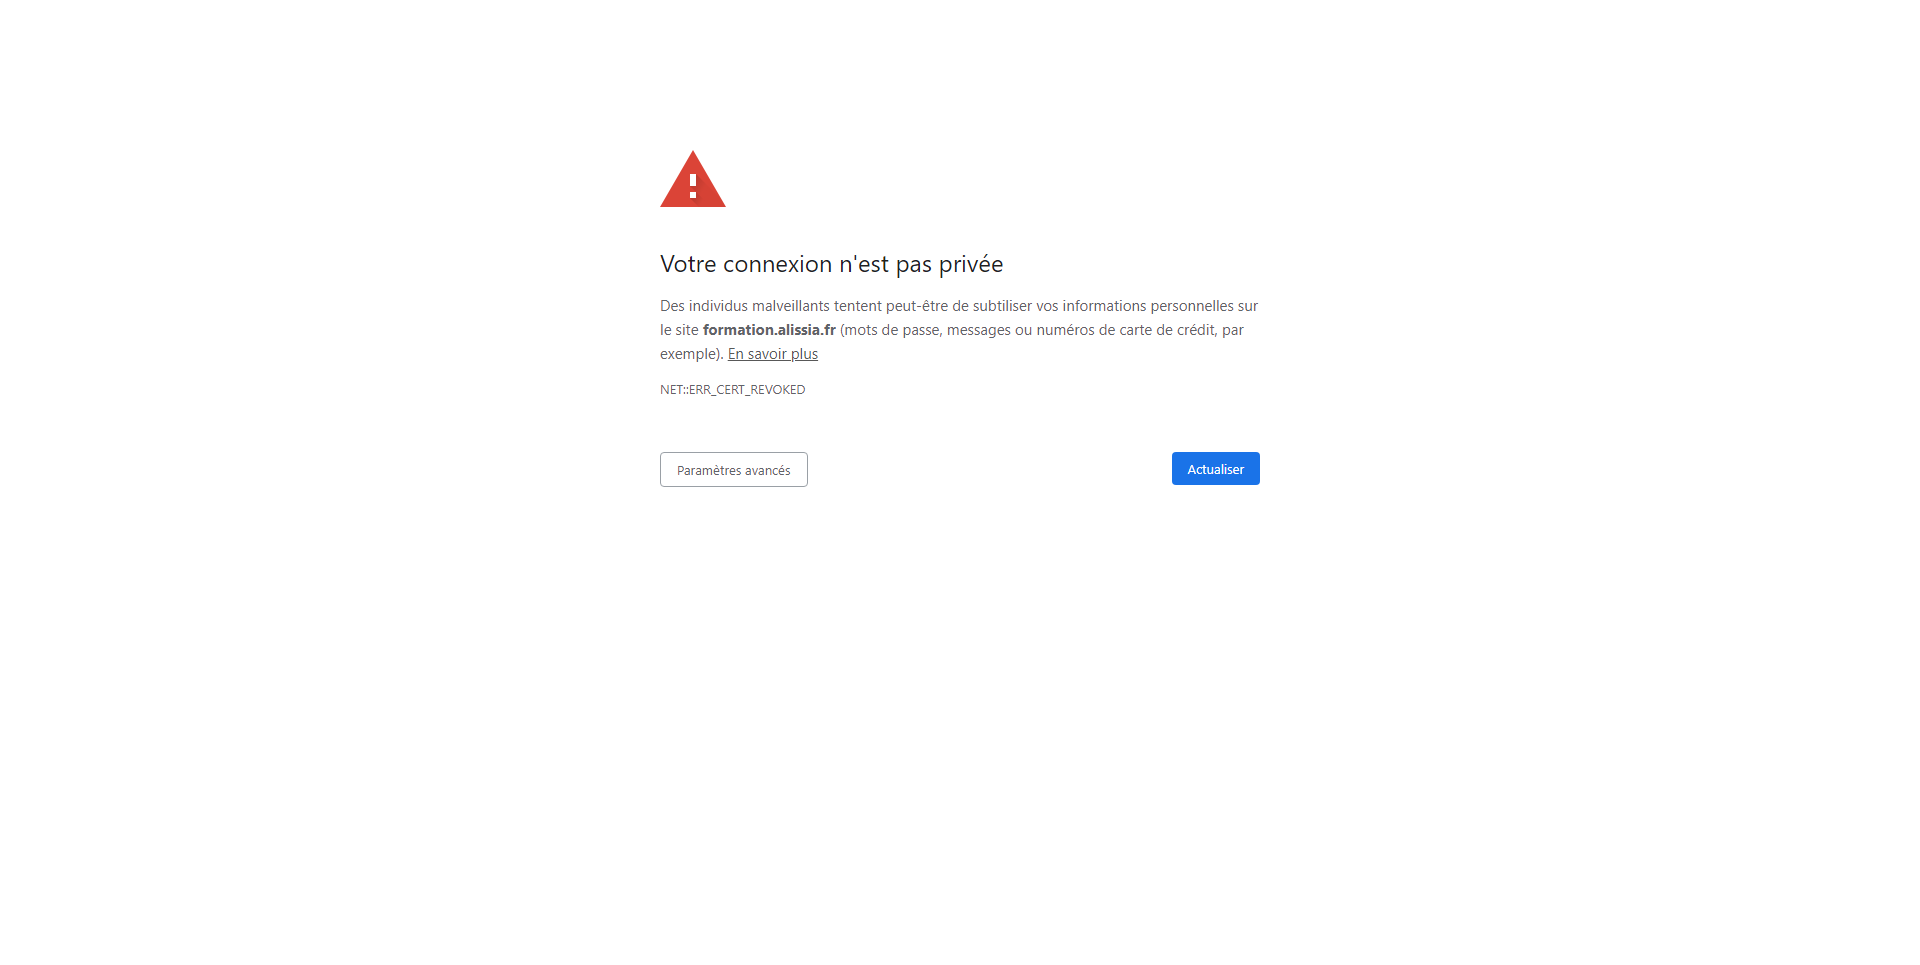 Votre connexion n'est pas privée
Des individus malveillants tentent peut-être de subtiliser vos informations personnelles sur
le site formation.alissia.fr (mots de passe, messages ou numéros de carte de crédit, par
exemple). En savoir plus
NET::ERR_CERT_REVOKED
Paramètres avancés
Actualiser